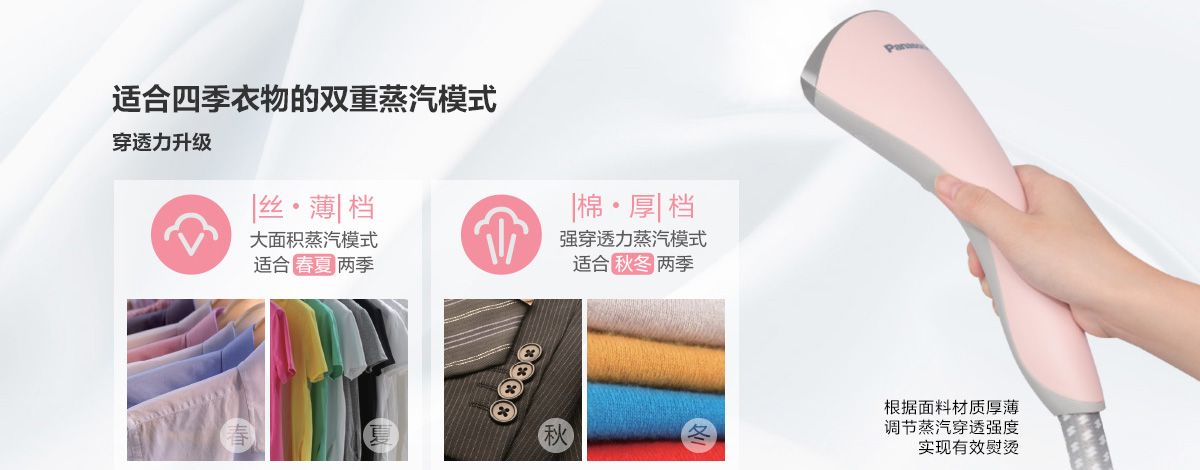 适合四季衣物的双重蒸汽模式
穿透力升级
丝·薄 档
大面积蒸汽模式
适合 春夏 两季
春
夏
棉·厚 档
强穿透力蒸汽模式
适合 秋冬 两季
秋
冬
Panasonic
根据面料材质厚薄
调节蒸汽穿透强度
实现有效熨烫